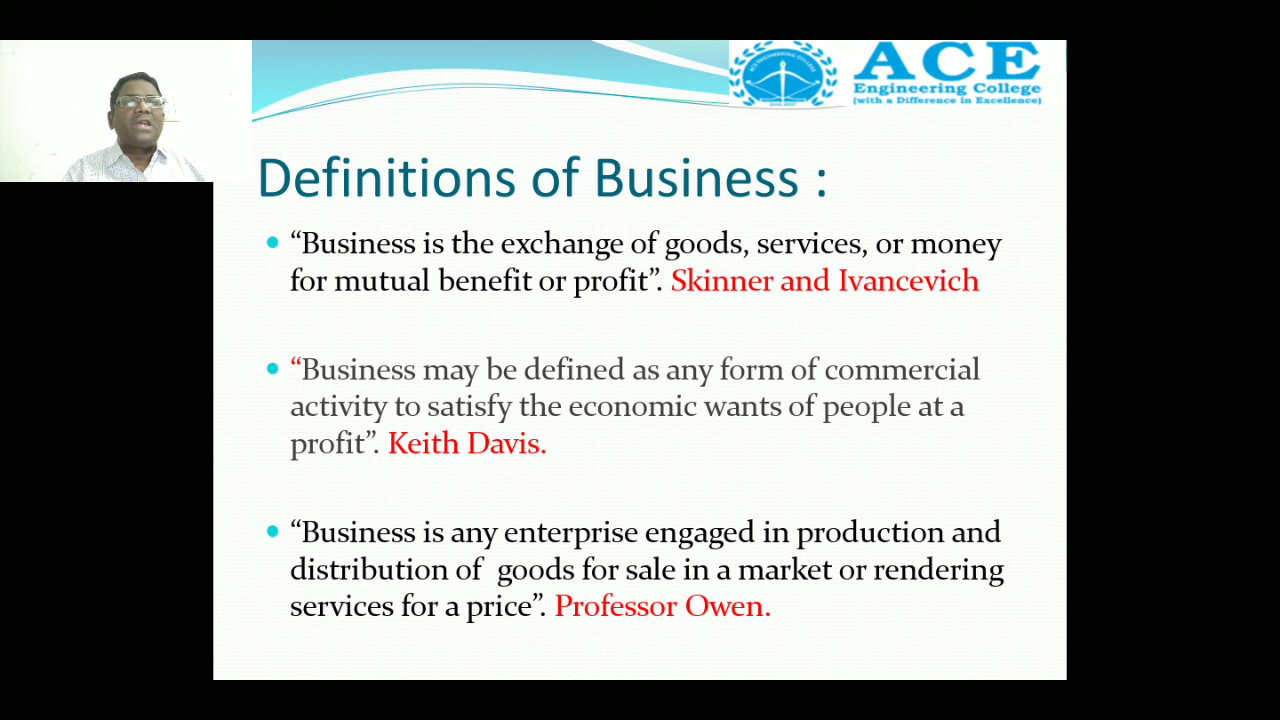 ACE
Engineering College
(with a Difference in Excellence)
Definitions of Business :
“Business is the exchange of goods, services, or money
for mutual benefit or profit”. Skinner and Ivancevich
“Business may be defined as any form of commercial
activity to satisfy the economic wants of people at a
profit”. Keith Davis.
“Business is any enterprise engaged in production and
distribution of  goods for sale in a market or rendering
services for a price”. Professor Owen.